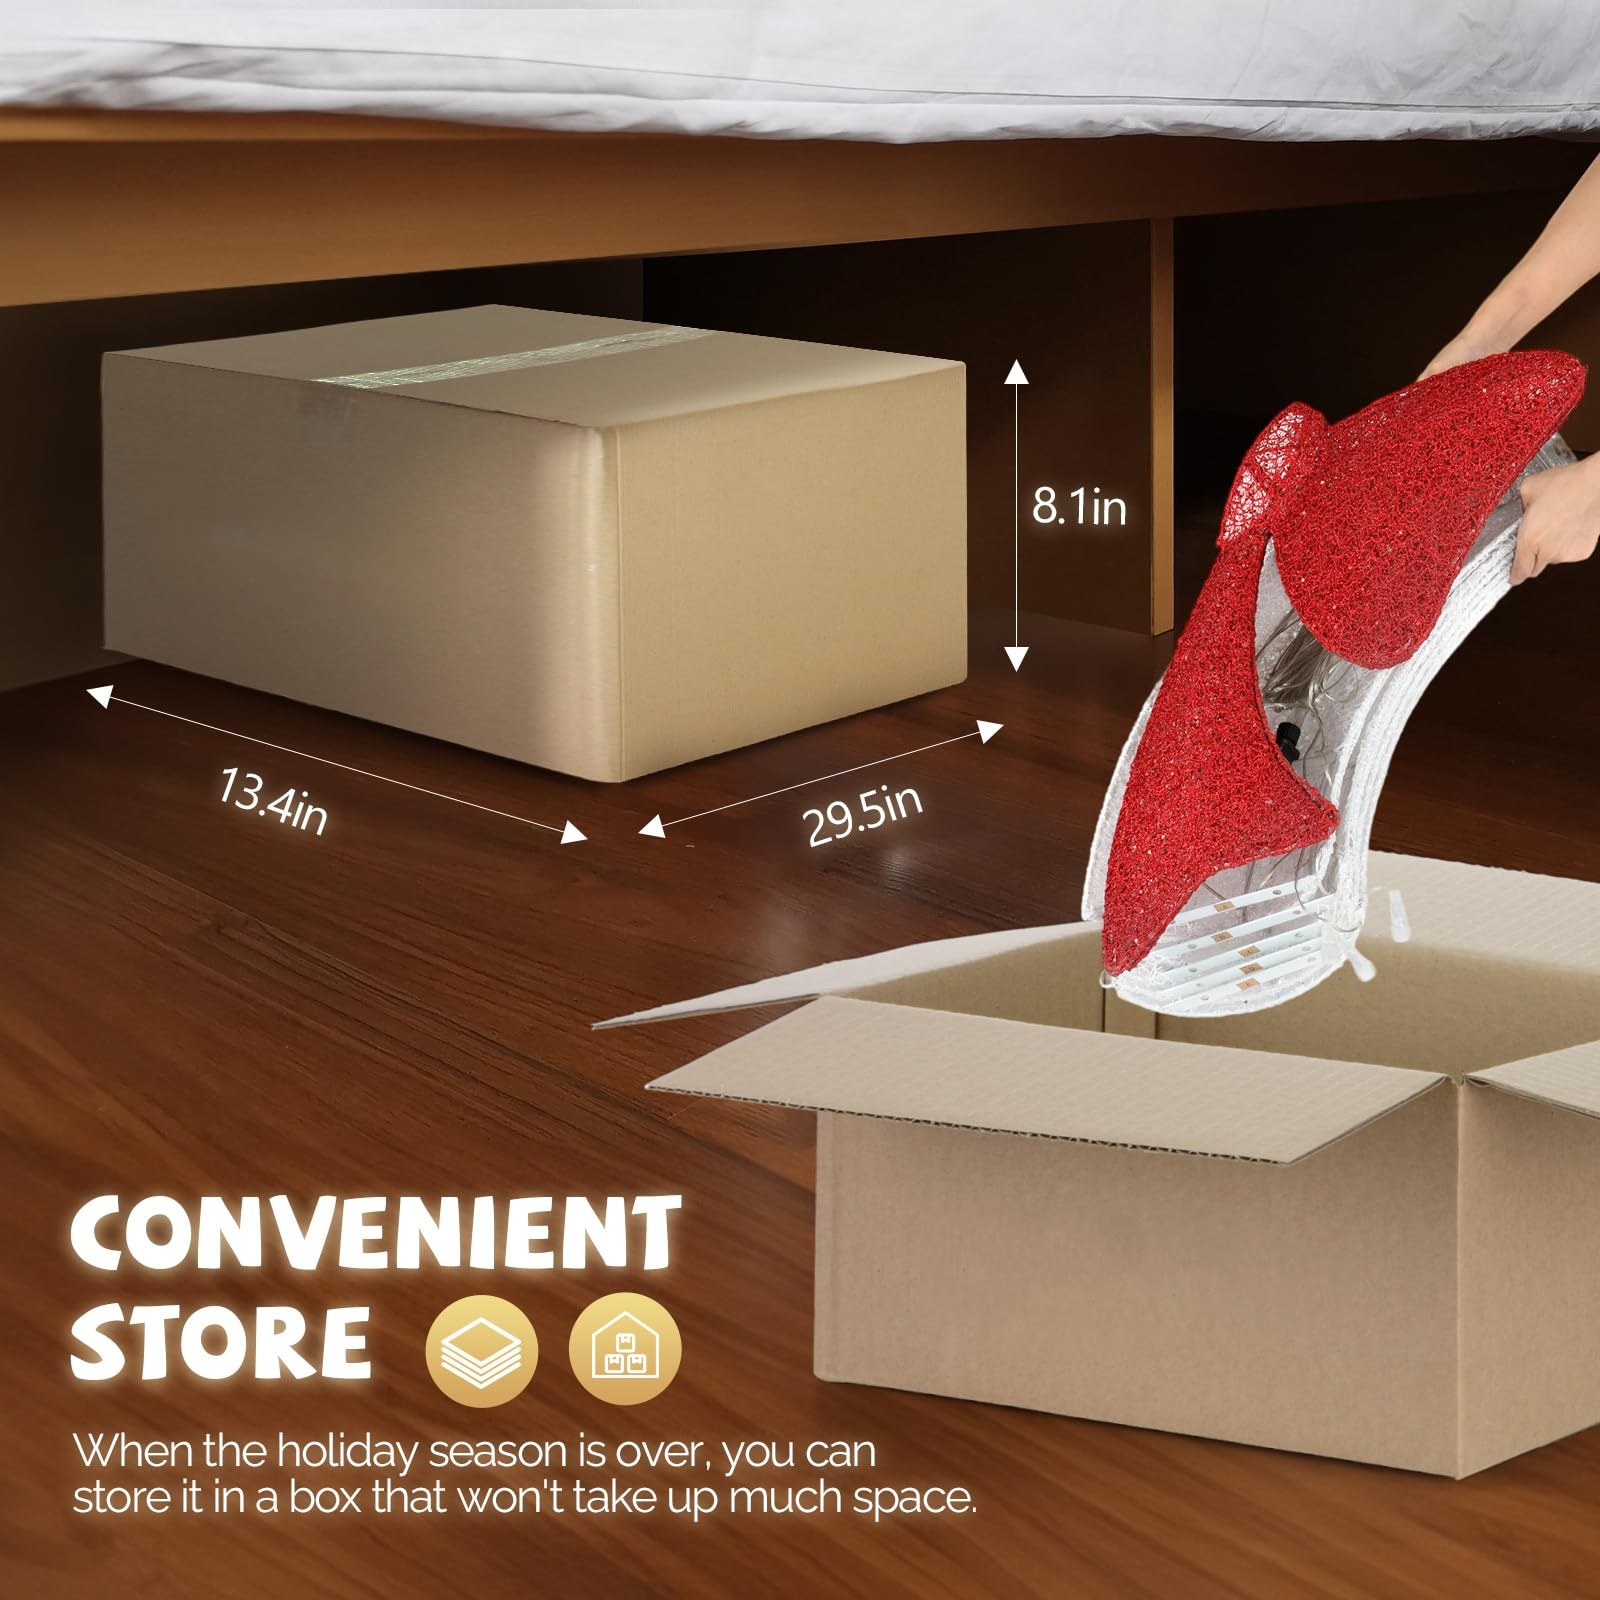 8.1in
13.4in
29.5in
CONVENIENT
STORE
When the holiday season is over, you can
store it in a box that won't take up much space.